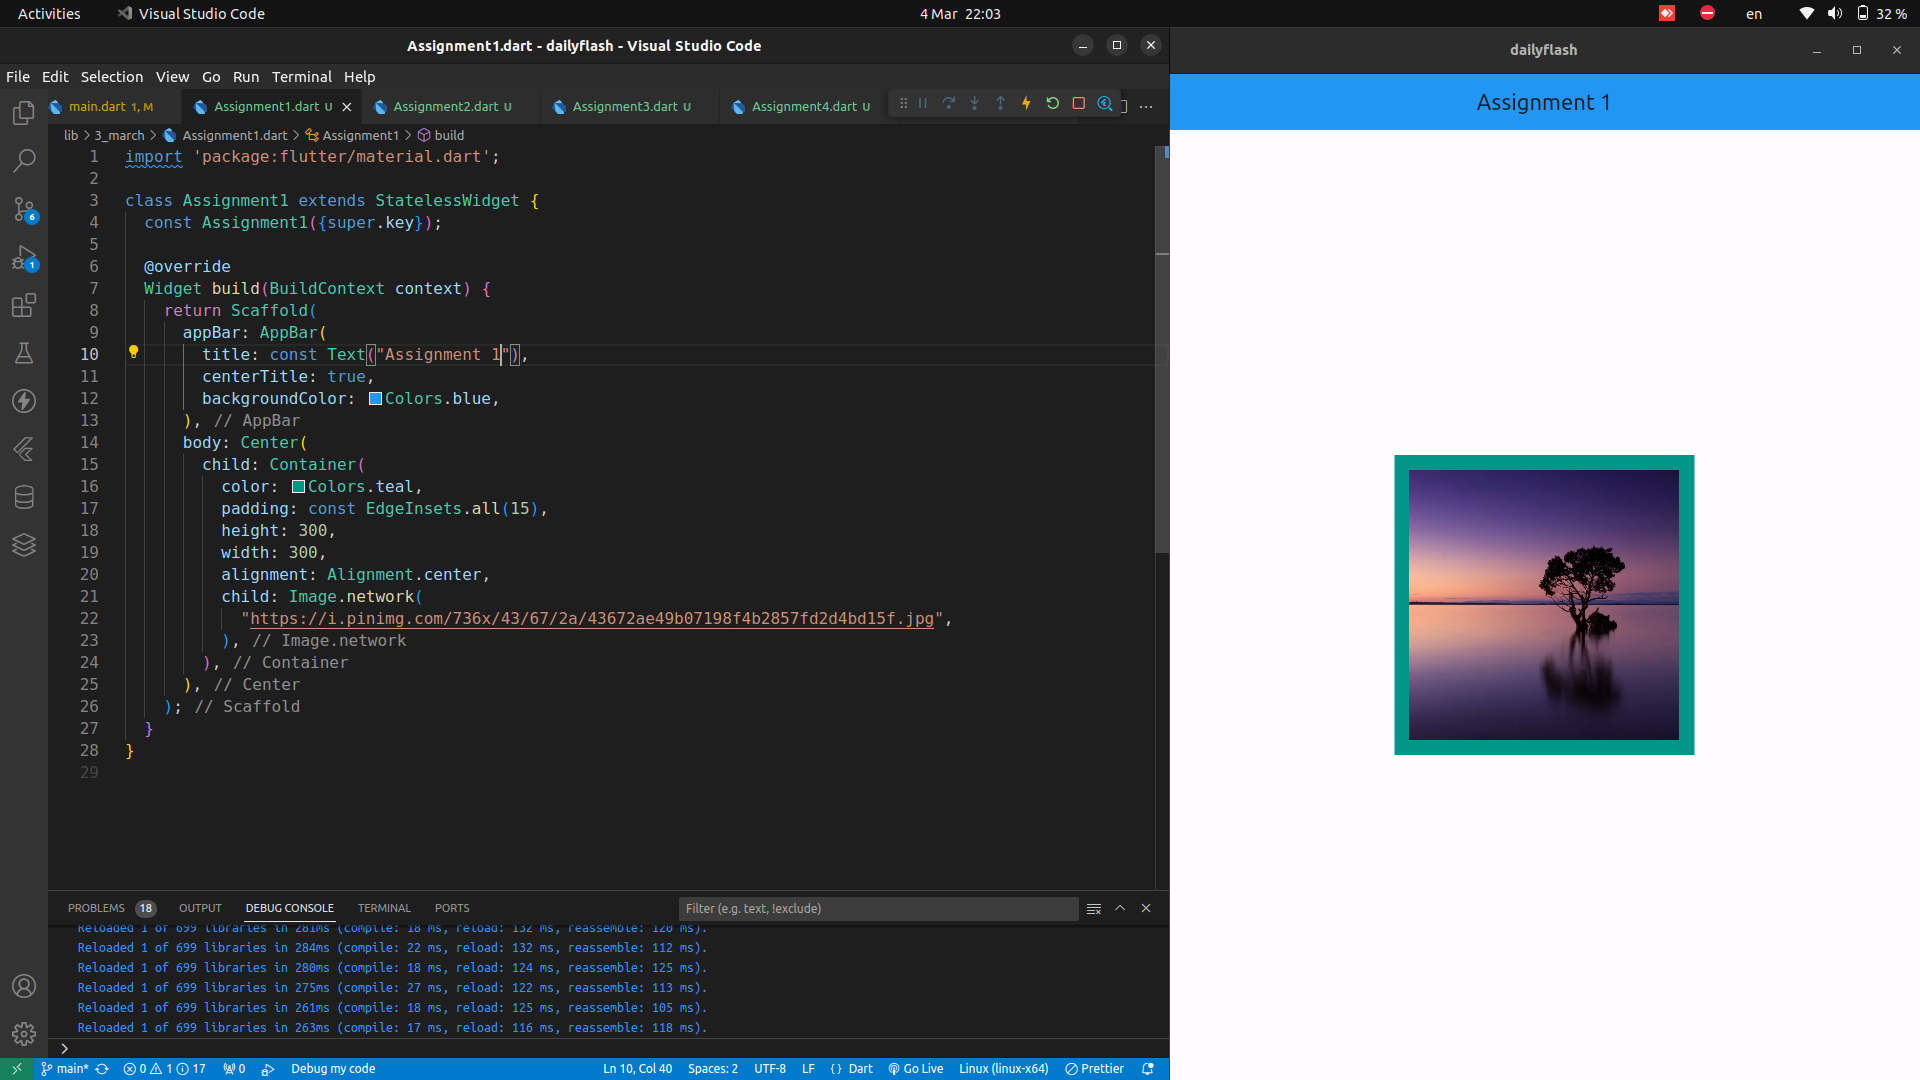 Activities Visual Studio Code 4 Mar 22:03 en 32 %
Assignment1.dart - dailyflash - Visual Studio Code
dailyflash
File Edit Selection View Go Run Terminal Help
main.dart 1, M Assignment1.dart U Assignment2.dart U Assignment3.dart U Assignment4.dart U
Assignment 1
lib > 3_march > Assignment1.dart > Assignment1 > build
1 import 'package:flutter/material.dart';
2
3 class Assignment1 extends StatelessWidget {
4 const Assignment1({super.key});
5
6 @override
7 Widget build(BuildContext context) {
8 return Scaffold(
9 appBar: AppBar(
10 title: const Text("Assignment 1"),
11 centerTitle: true,
12 backgroundColor: Colors.blue,
13 ), // AppBar
14 body: Center(
15 child: Container(
16 color: Colors.teal,
17 padding: const EdgeInsets.all(15),
18 height: 300,
19 width: 300,
20 alignment: Alignment.center,
21 child: Image.network(
22 "https://i.pinimg.com/736x/43/67/2a/43672ae49b07198f4b2857fd2d4bd15f.jpg",
23 ), // Image.network
24 ), // Container
25 ), // Center
26 ); // Scaffold
27 }
28 }
29
PROBLEMS 18 OUTPUT DEBUG CONSOLE TERMINAL PORTS Filter (e.g. text, !exclude)
Reloaded 1 of 699 libraries in 281ms (compile: 18 ms, reload: 132 ms, reassemble: 120 ms).
Reloaded 1 of 699 libraries in 284ms (compile: 22 ms, reload: 132 ms, reassemble: 112 ms).
Reloaded 1 of 699 libraries in 280ms (compile: 18 ms, reload: 124 ms, reassemble: 125 ms).
Reloaded 1 of 699 libraries in 275ms (compile: 27 ms, reload: 122 ms, reassemble: 113 ms).
Reloaded 1 of 699 libraries in 261ms (compile: 18 ms, reload: 125 ms, reassemble: 105 ms).
Reloaded 1 of 699 libraries in 263ms (compile: 17 ms, reload: 116 ms, reassemble: 118 ms).
6
1
main* 0 1 17 0 Debug my code Ln 10, Col 40 Spaces: 2 UTF-8 LF {} Dart Go Live Linux (linux-x64) Prettier